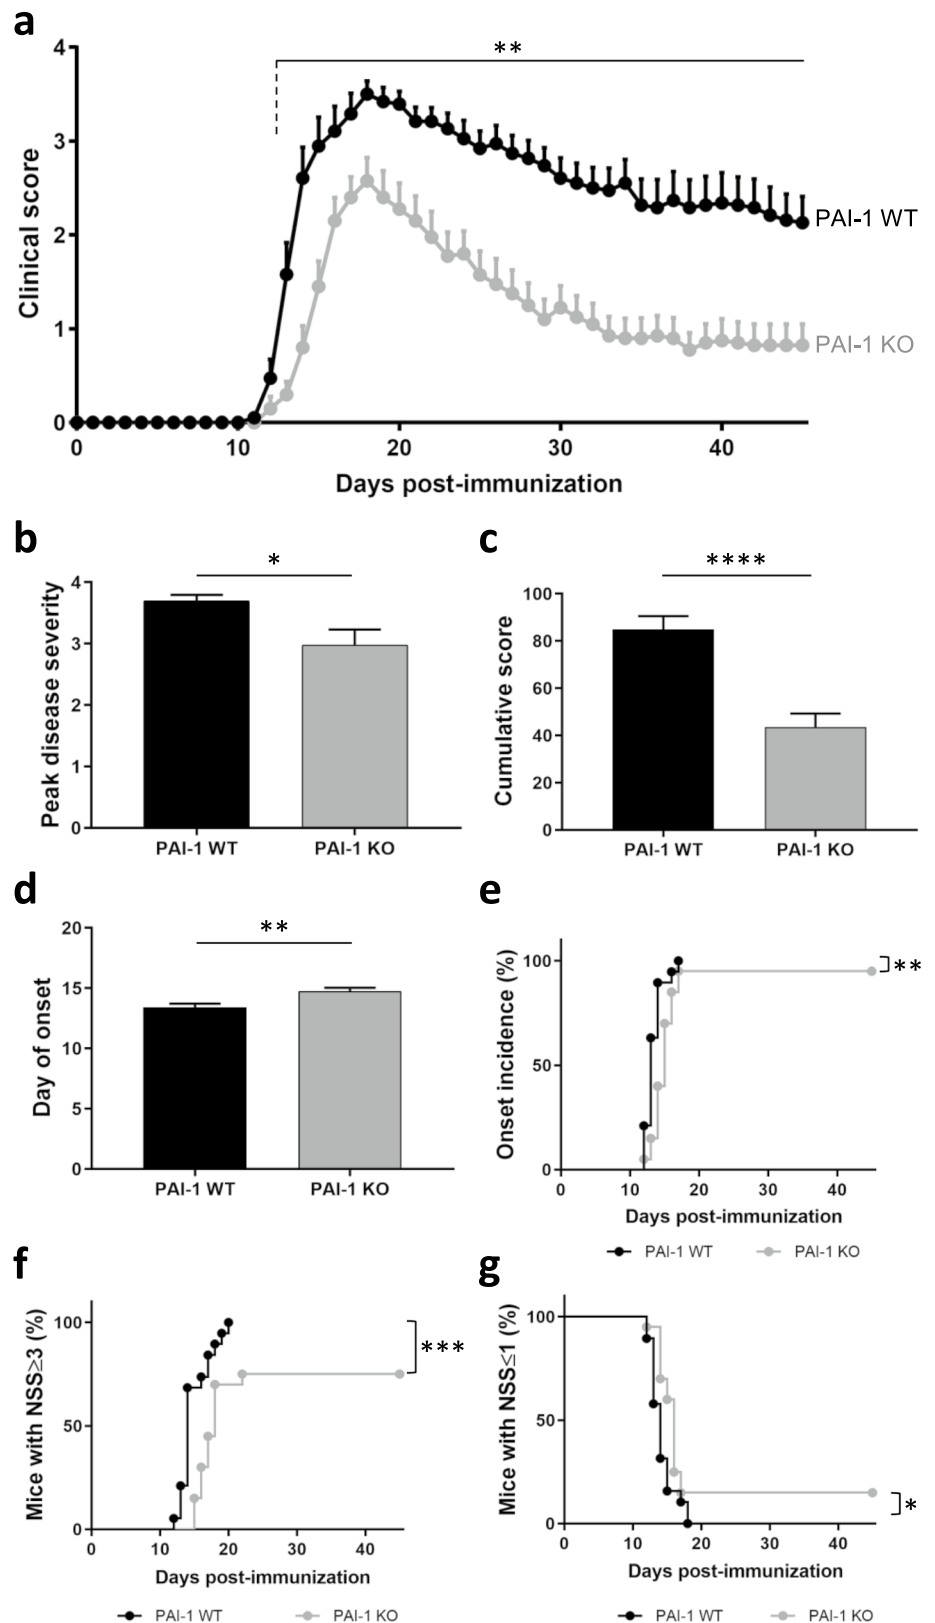 a
**
4
3
2
1
0
Clinical score
PAI-1 WT
PAI-1 KO
0 10 20 30 40
Days post-immunization
b
*
4
3
2
1
0
Peak disease severity
PAI-1 WT PAI-1 KO
c
****
100
80
60
40
20
0
Cumulative score
PAI-1 WT PAI-1 KO
d
**
20
15
10
5
0
Day of onset
PAI-1 WT PAI-1 KO
e
**
100
50
0
Onset incidence (%)
0 10 20 30 40
Days post-immunization
PAI-1 WT PAI-1 KO
f
***
100
50
0
Mice with NSS≥3 (%)
0 10 20 30 40
Days post-immunization
PAI-1 WT PAI-1 KO
g
*
100
50
0
Mice with NSS≤1 (%)
0 10 20 30 40
Days post-immunization
PAI-1 WT PAI-1 KO